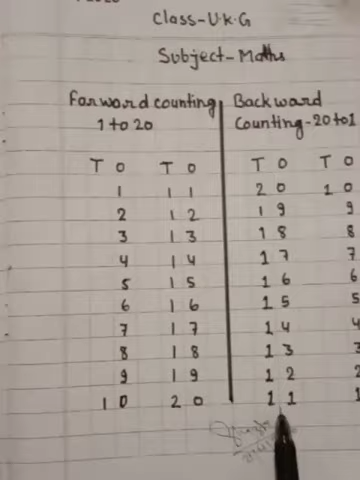 Class-U.K.G
Subject-Maths
Forward counting Backward
1 to 20 Counting-20 to 1
T O T O T O T O
1 1 1 2 0 1 0
2 1 2 1 9 9
3 1 3 1 8 8
4 1 4 1 7 7
5 1 5 1 6 6
6 1 6 1 5 5
7 1 7 1 4 4
8 1 8 1 3 3
9 1 9 1 2 2
1 0 2 0 1 1 1